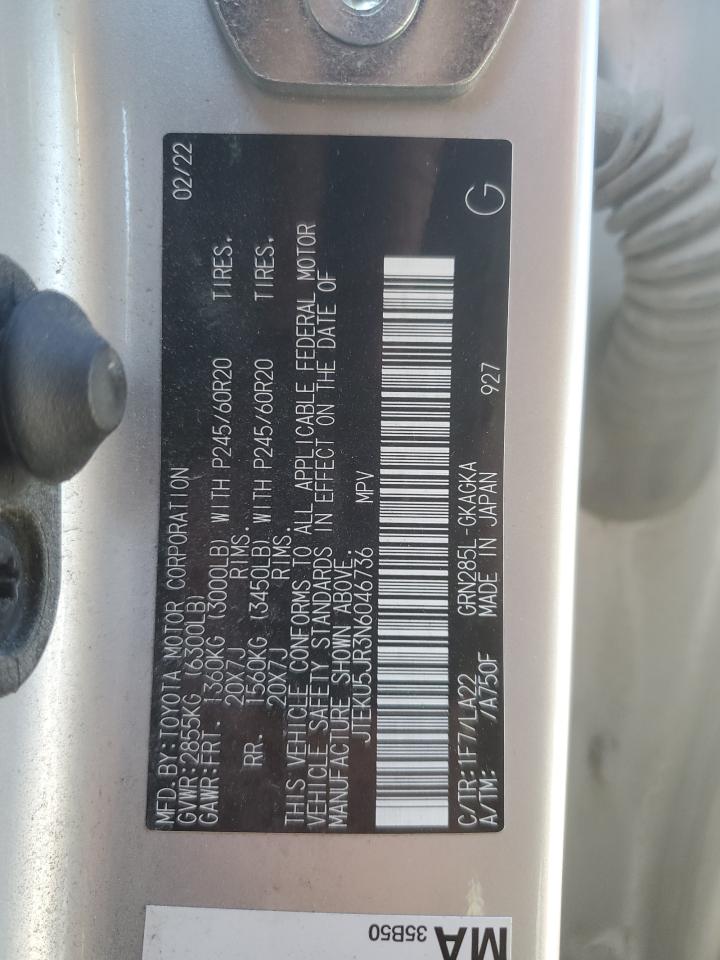 MFD.BY:TOYOTA MOTOR CORPORATION 02/22
GVWR:2855KG (6300LB)
GAWR:FRT. 1360KG (3000LB) WITH P245/60R20 TIRES,
20X7J RIMS.
RR. 1560KG (3450LB) WITH P245/60R20 TIRES,
20X7J RIMS.
THIS VEHICLE CONFORMS TO ALL APPLICABLE FEDERAL MOTOR
VEHICLE SAFETY STANDARDS IN EFFECT ON THE DATE OF
MANUFACTURE SHOWN ABOVE.
JTEKU5JR3N6046736 MPV
C/TR:1F7/LA22 GRN285L-GKAGKA
A/TM: /A750F MADE IN JAPAN 927 G
MA
35B50